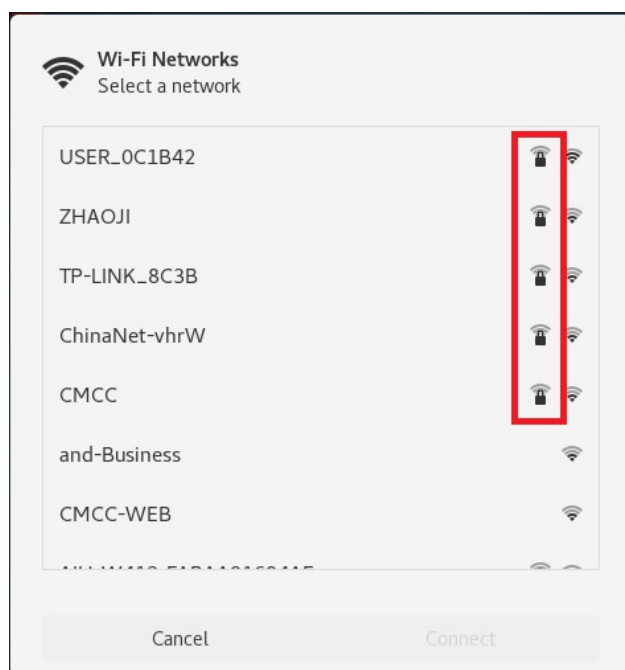 Wi-Fi Networks
Select a network
USER_0C1B42
ZHAOJI
TP-LINK_8C3B
ChinaNet-vhrW
CMCC
and-Business
CMCC-WEB
Cancel
Connect